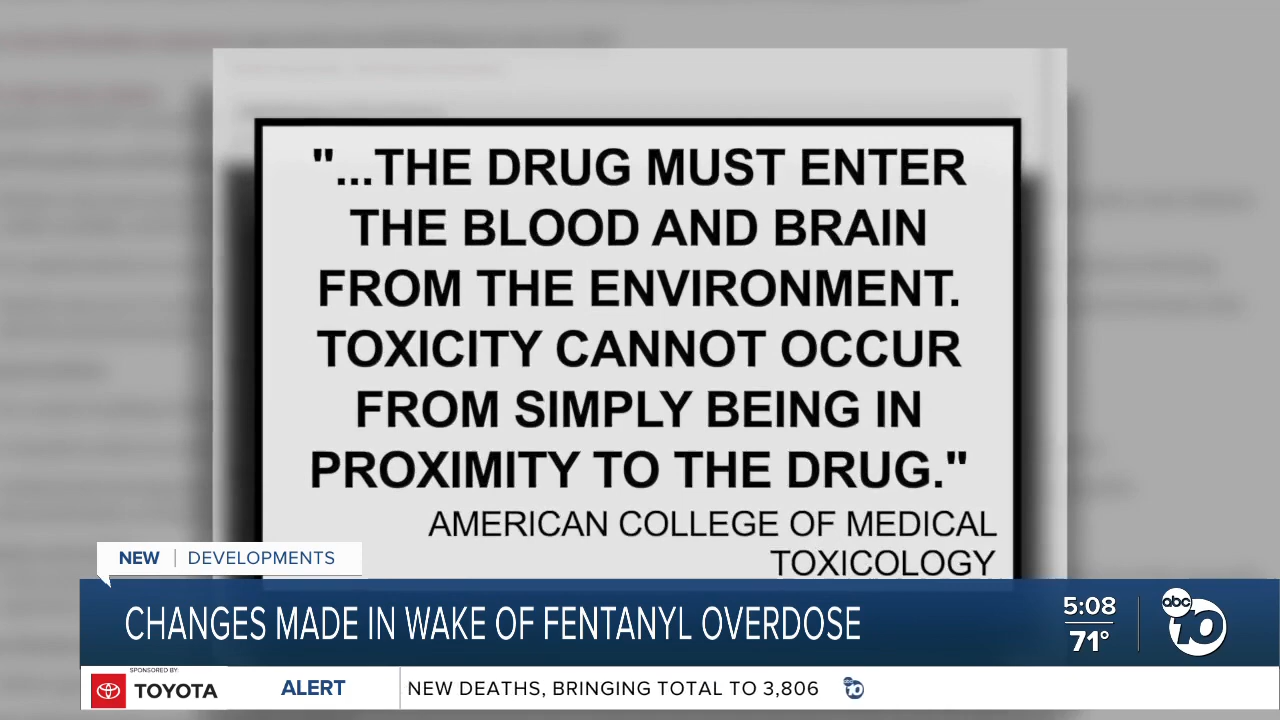 "...THE DRUG MUST ENTER
THE BLOOD AND BRAIN
FROM THE ENVIRONMENT.
TOXICITY CANNOT OCCUR
FROM SIMPLY BEING IN
PROXIMITY TO THE DRUG."
AMERICAN COLLEGE OF MEDICAL
TOXICOLOGY
NEW | DEVELOPMENTS
CHANGES MADE IN WAKE OF FENTANYL OVERDOSE
5:08
71°
abc
10
SPONSORED BY:
TOYOTA
ALERT
NEW DEATHS, BRINGING TOTAL TO 3,806
abc 10